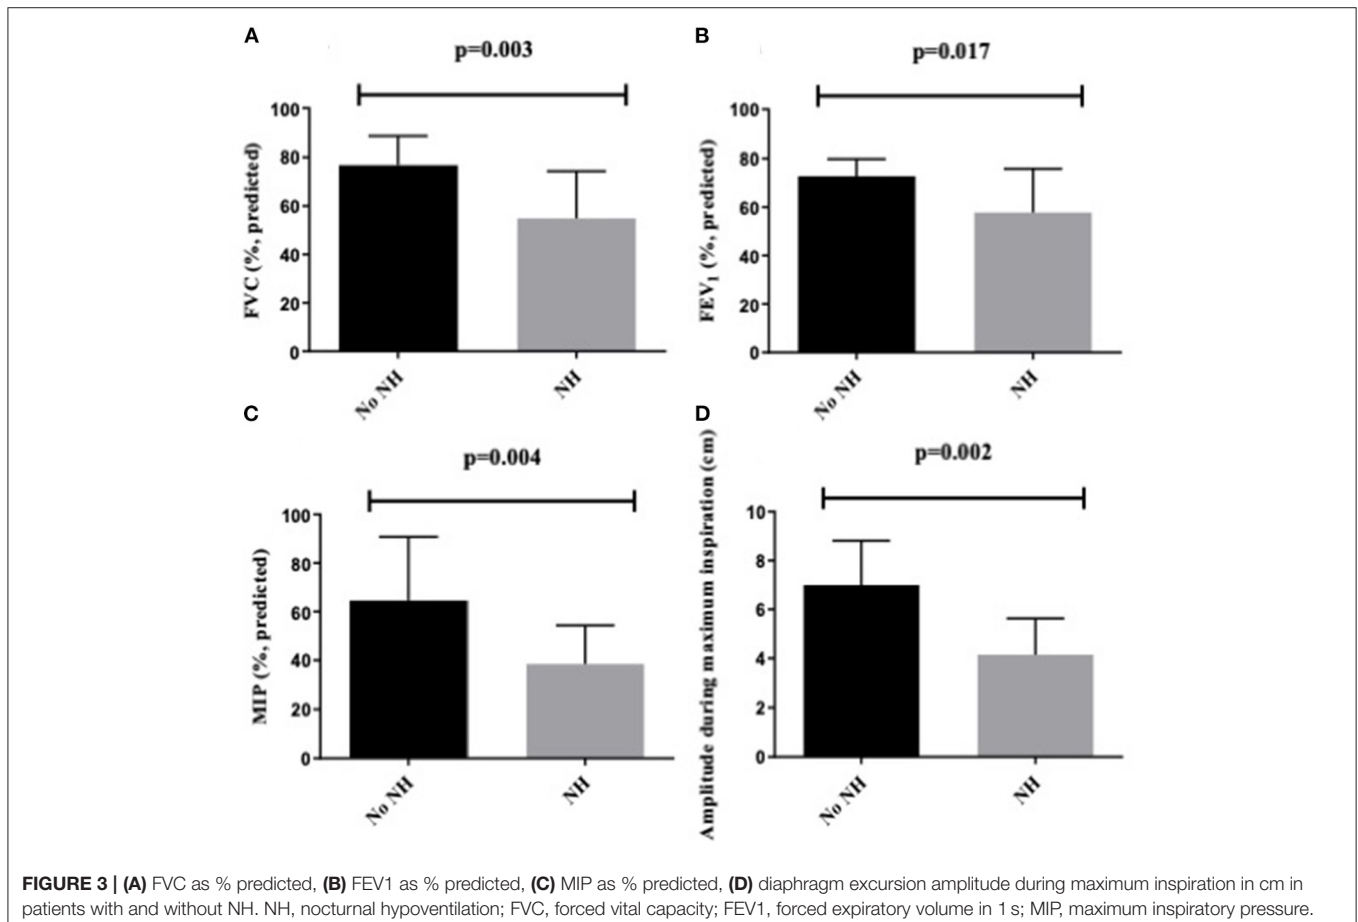 A
p=0.003
FVC (%, predicted)
100
80
60
40
20
0
No NH
NH
B
p=0.017
FEV1 (%, predicted)
100
80
60
40
20
0
No NH
NH
C
p=0.004
MIP (%, predicted)
100
80
60
40
20
0
No NH
NH
D
p=0.002
Amplitude during maximum inspiration (cm)
10
8
6
4
2
0
No NH
NH
FIGURE 3 | (A) FVC as % predicted, (B) FEV1 as % predicted, (C) MIP as % predicted, (D) diaphragm excursion amplitude during maximum inspiration in cm in
patients with and without NH. NH, nocturnal hypoventilation; FVC, forced vital capacity; FEV1, forced expiratory volume in 1 s; MIP, maximum inspiratory pressure.